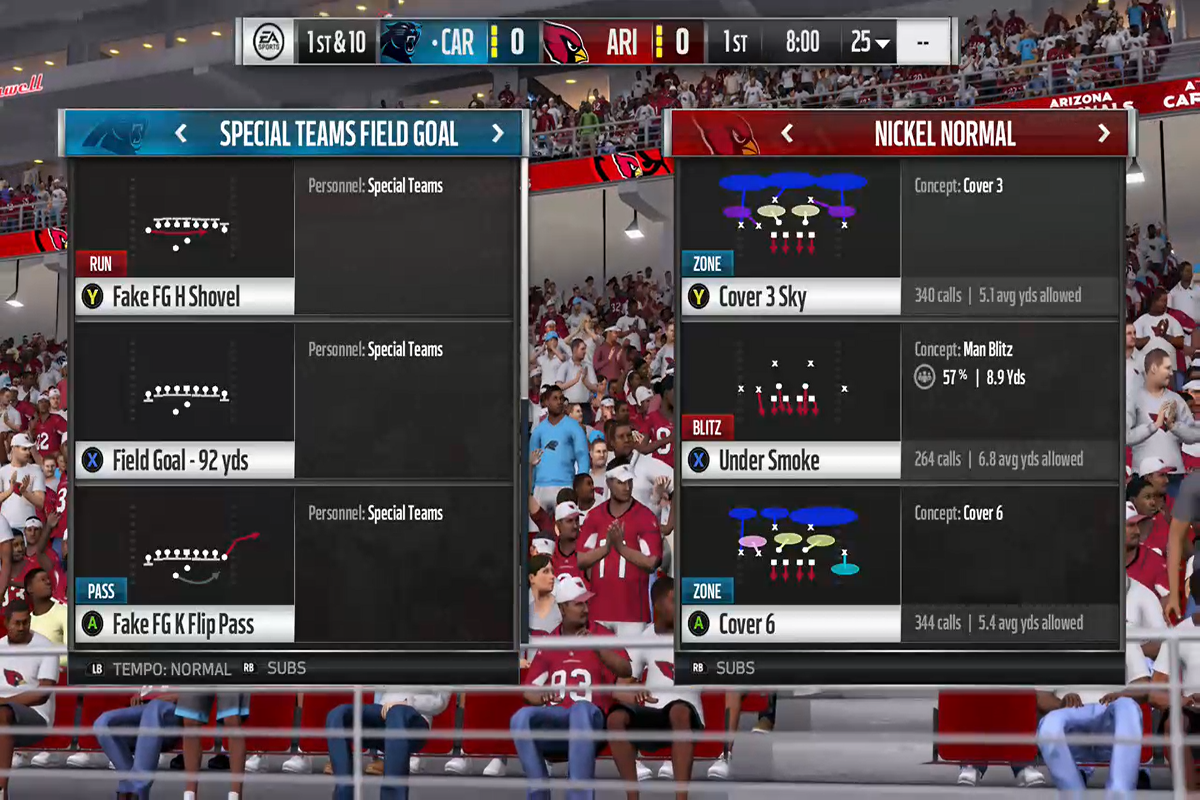 EA SPORTS 1ST & 10 CAR 0 ARI 0 1ST 8:00 25 --
ARIZONA
SPECIAL TEAMS FIELD GOAL
Personnel: Special Teams
RUN
Y Fake FG H Shovel
Personnel: Special Teams
X Field Goal - 92 yds
Personnel: Special Teams
PASS
A Fake FG K Flip Pass
LB TEMPO: NORMAL RB SUBS
NICKEL NORMAL
Concept: Cover 3
ZONE
Y Cover 3 Sky
340 calls | 5.1 avg yds allowed
Concept: Man Blitz
57% | 8.9 Yds
BLITZ
X Under Smoke
264 calls | 6.8 avg yds allowed
Concept: Cover 6
ZONE
A Cover 6
344 calls | 5.4 avg yds allowed
RB SUBS
11
93